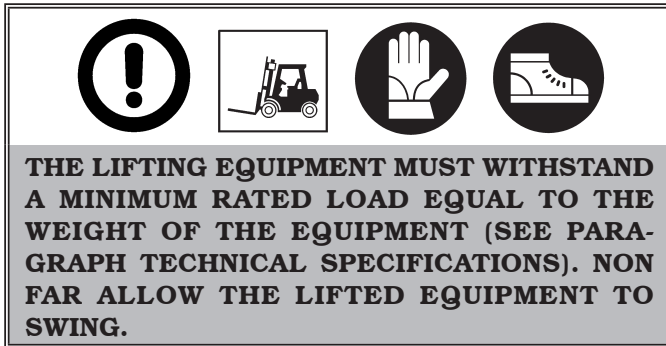 THE LIFTING EQUIPMENT MUST WITHSTAND
A MINIMUM RATED LOAD EQUAL TO THE
WEIGHT OF THE EQUIPMENT (SEE PARA-
GRAPH TECHNICAL SPECIFICATIONS). NON
FAR ALLOW THE LIFTED EQUIPMENT TO
SWING.